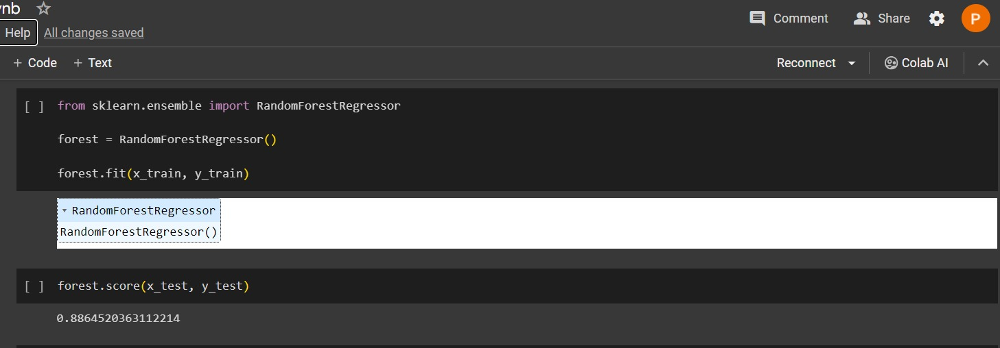 ynb
Comment
Share
P
Help
All changes saved
+ Code
+ Text
Reconnect
Colab AI
[ ] from sklearn.ensemble import RandomForestRegressor
forest = RandomForestRegressor()
forest.fit(x_train, y_train)
RandomForestRegressor
RandomForestRegressor()
[ ] forest.score(x_test, y_test)
0.8864520363112214